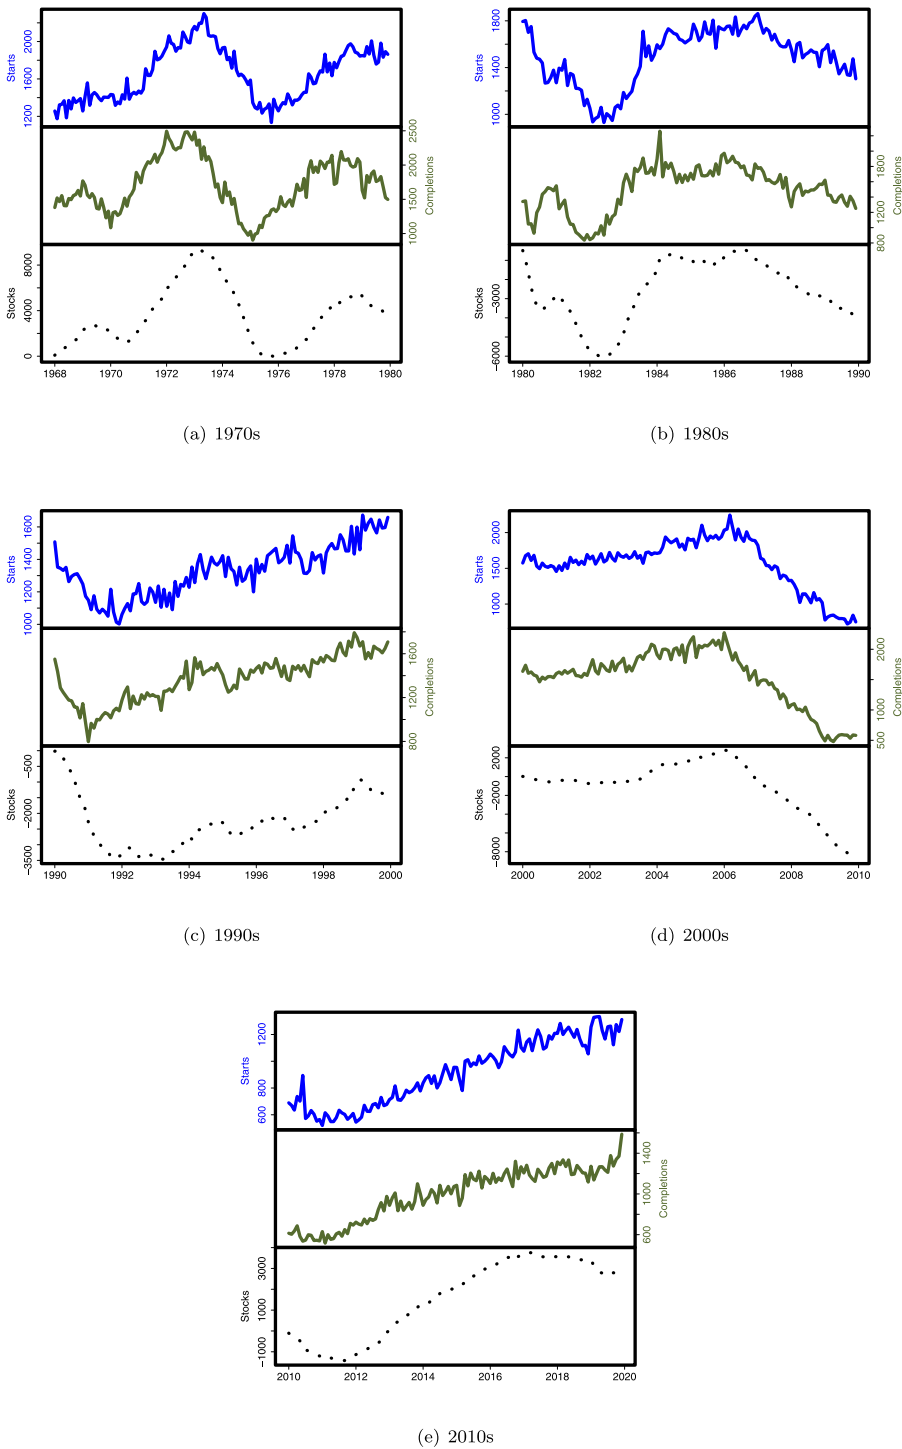 Starts
1200 1600 2000
Completions
1000 1500 2000 2500
Stocks
0 4000 8000
1968 1970 1972 1974 1976 1978 1980
(a) 1970s
Starts
1000 1400 1800
Completions
800 1200 1800
Stocks
−6000 −3000
1980 1982 1984 1986 1988 1990
(b) 1980s
Starts
1000 1200 1400 1600
Completions
800 1200 1600
Stocks
−3500 −2000 −500
1990 1992 1994 1996 1998 2000
(c) 1990s
Starts
1000 1500 2000
Completions
500 1000 2000
Stocks
−8000 −2000 2000
2000 2002 2004 2006 2008 2010
(d) 2000s
Starts
600 800 1200
Completions
600 1000 1400
Stocks
−1000 1000 3000
2010 2012 2014 2016 2018 2020
(e) 2010s